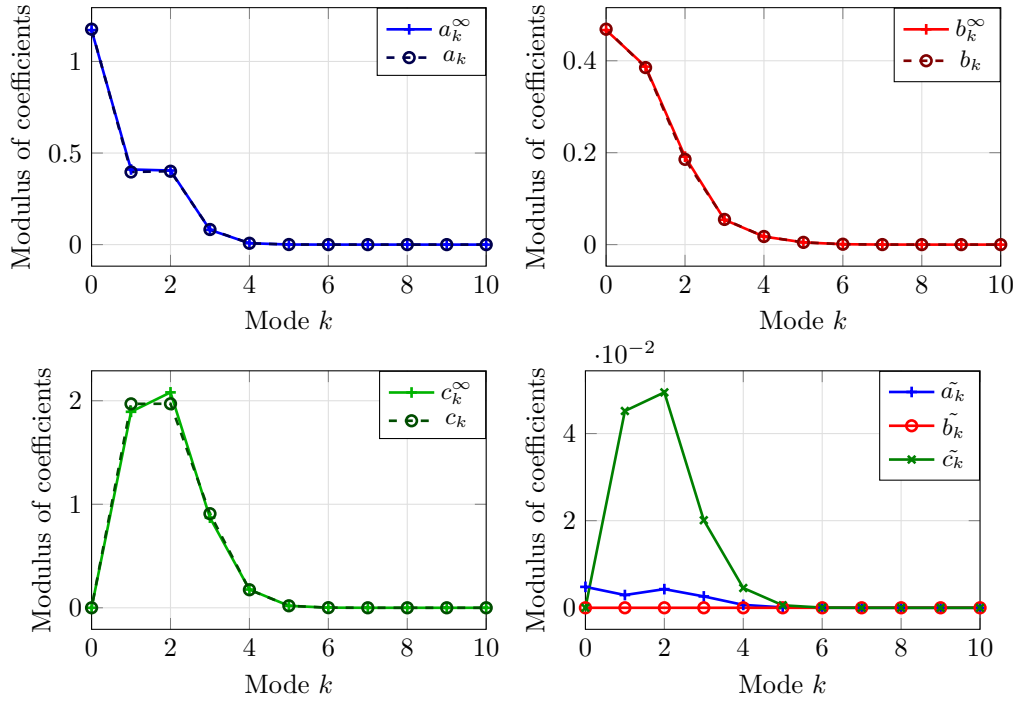 Modulus of coefficients
1
0.5
0
0
2
4
6
8
10
Mode k
a_k^∞
a_k
Modulus of coefficients
0.4
0.2
0
0
2
4
6
8
10
Mode k
b_k^∞
b_k
Modulus of coefficients
2
1
0
0
2
4
6
8
10
Mode k
c_k^∞
c_k
·10^−2
Modulus of coefficients
4
2
0
0
2
4
6
8
10
Mode k
ã_k
b̃_k
c̃_k